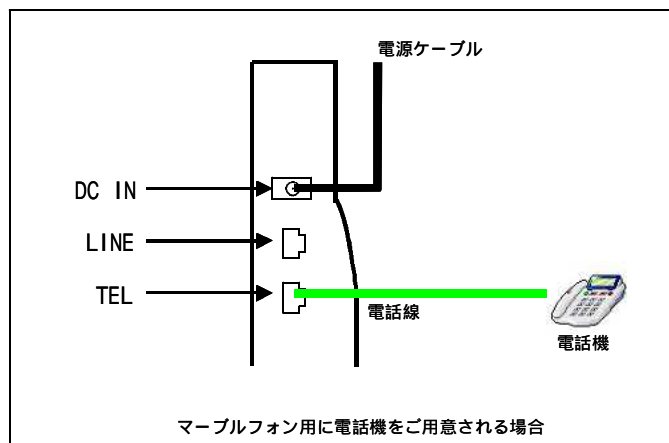 電源ケーブル
DC IN
LINE
TEL
電話線
電話機
マーブルフォン用に電話機をご用意される場合